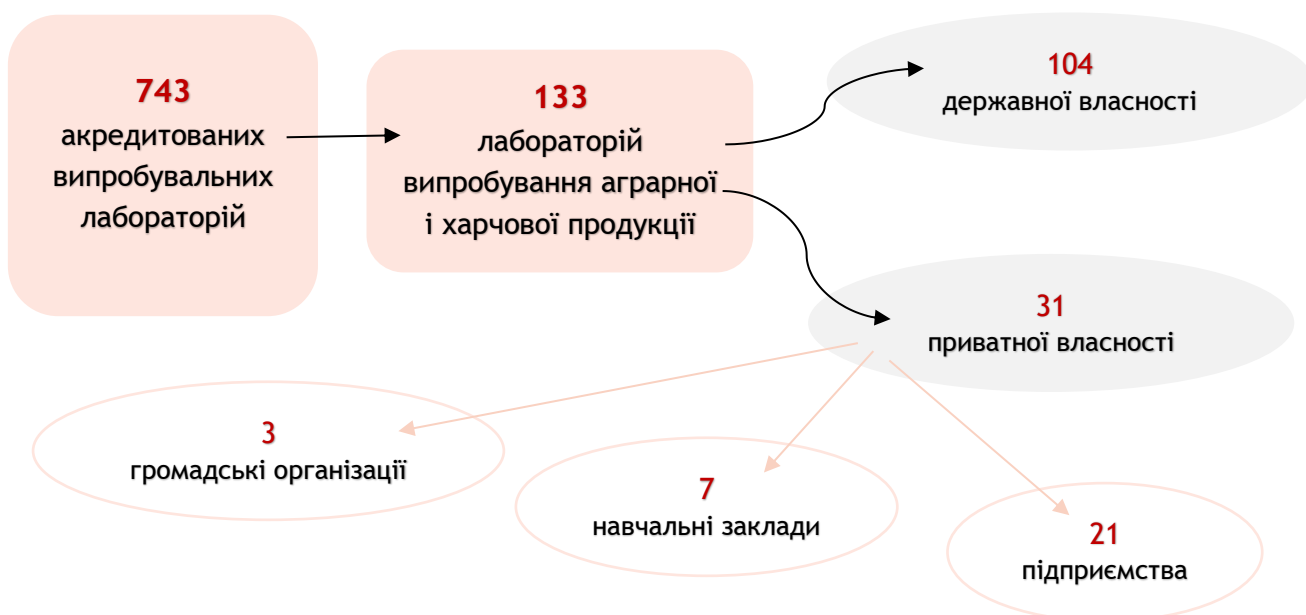 743
акредитованих
випробувальних
лабораторій
133
лабораторій
випробування аграрної
і харчової продукції
104
державної власності
31
приватної власності
3
громадські організації
7
навчальні заклади
21
підприємства